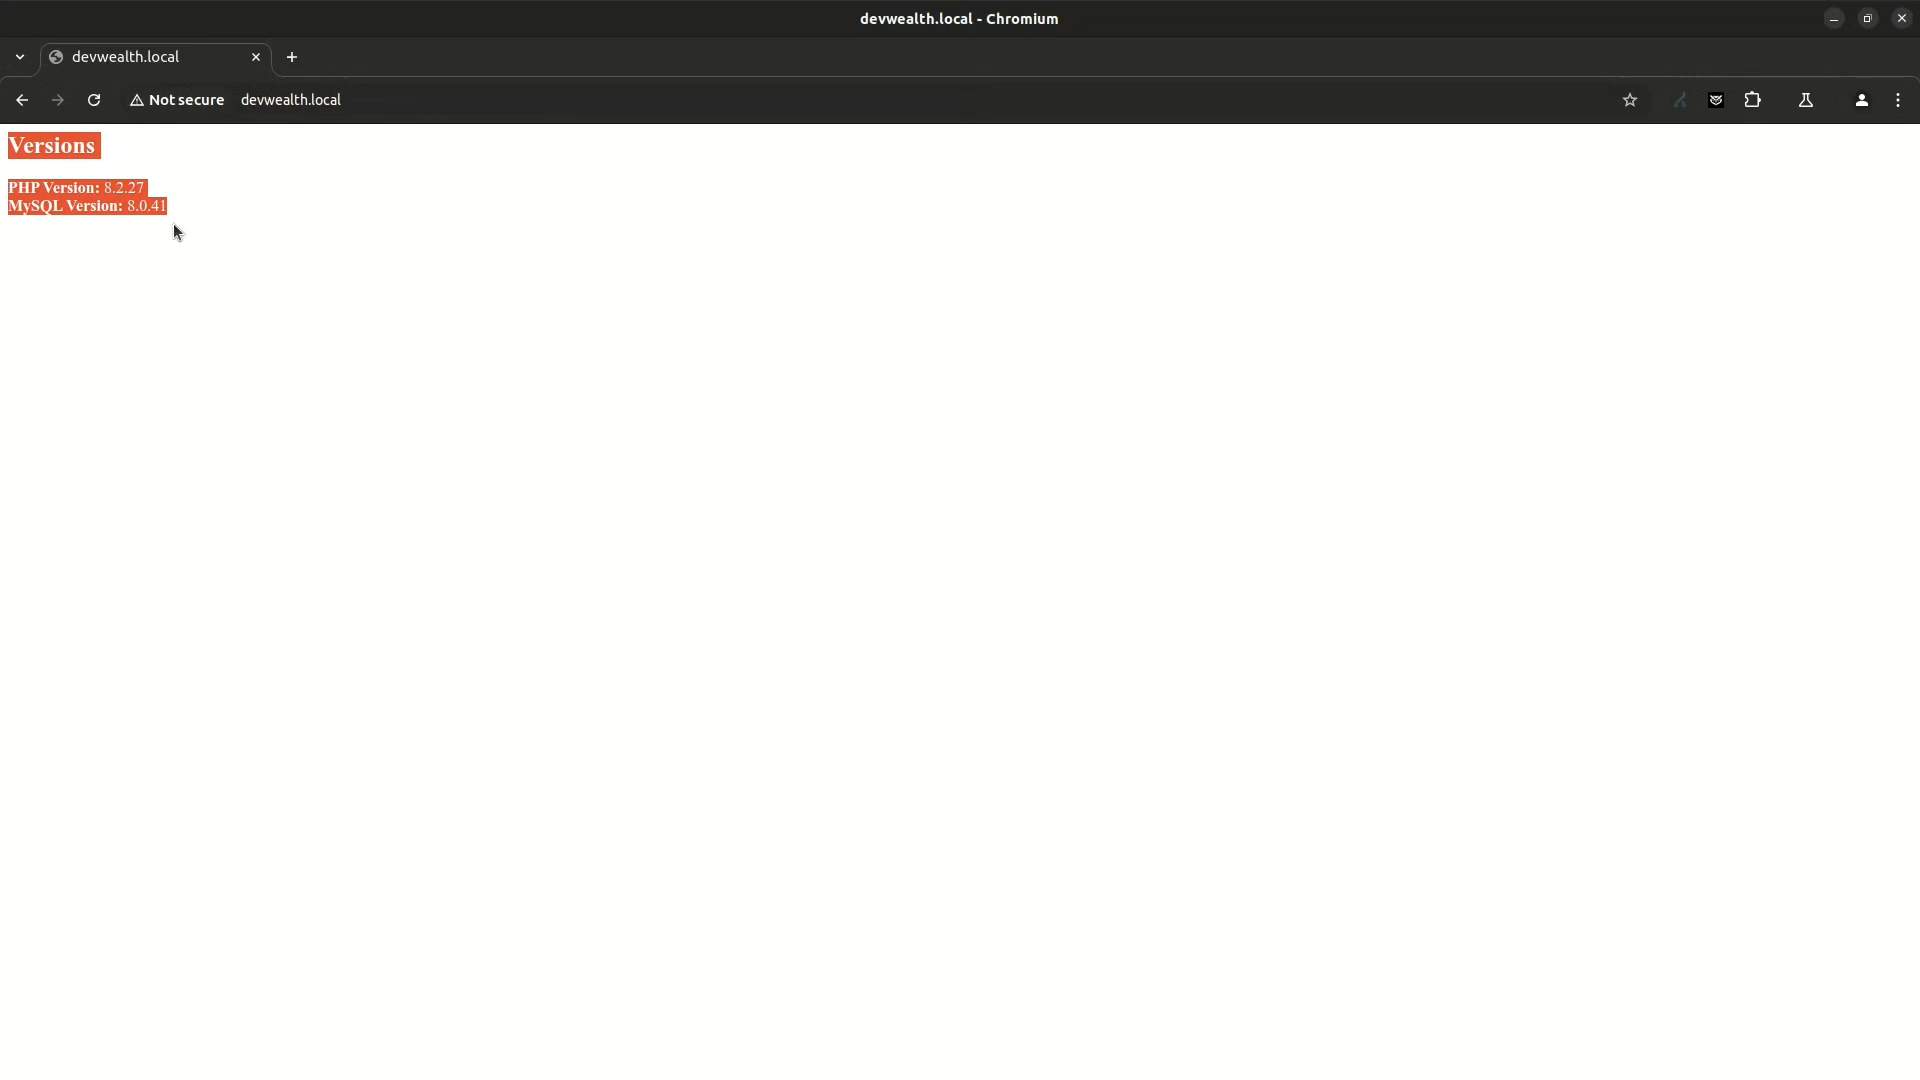 devwealth.local - Chromium
devwealth.local
Not secure devwealth.local
Versions
PHP Version: 8.2.27
MySQL Version: 8.0.41